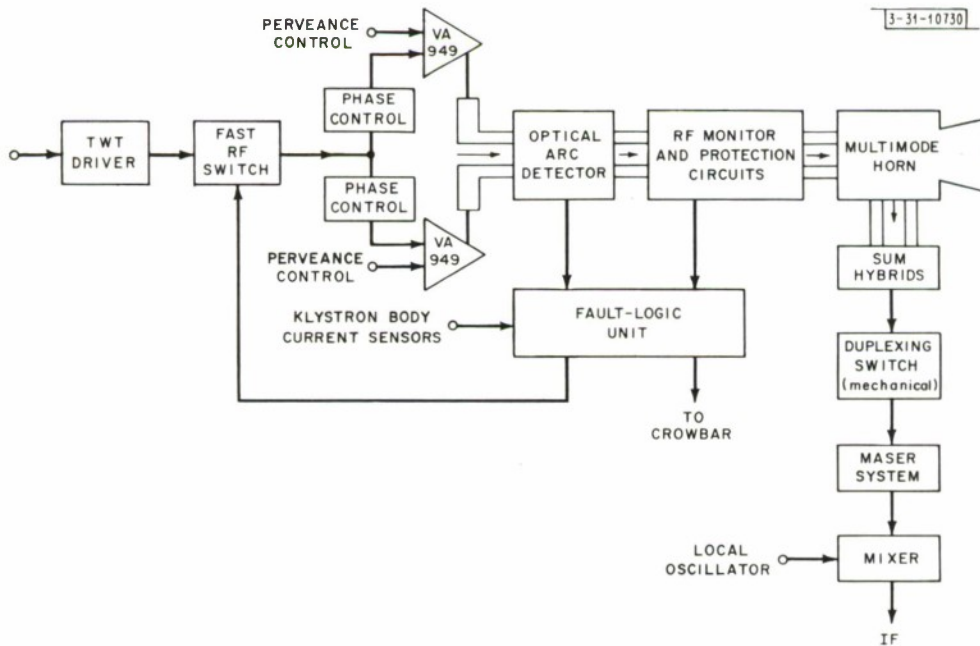 3-31-10730
PERVEANCE
CONTROL
VA
949
PHASE
CONTROL
TWT
DRIVER
FAST
RF
SWITCH
OPTICAL
ARC
DETECTOR
RF MONITOR
AND PROTECTION
CIRCUITS
MULTIMODE
HORN
PHASE
CONTROL
VA
949
PERVEANCE
CONTROL
SUM
HYBRIDS
KLYSTRON BODY
CURRENT SENSORS
FAULT-LOGIC
UNIT
DUPLEXING
SWITCH
(mechanical)
TO
CROWBAR
MASER
SYSTEM
LOCAL
OSCILLATOR
MIXER
IF